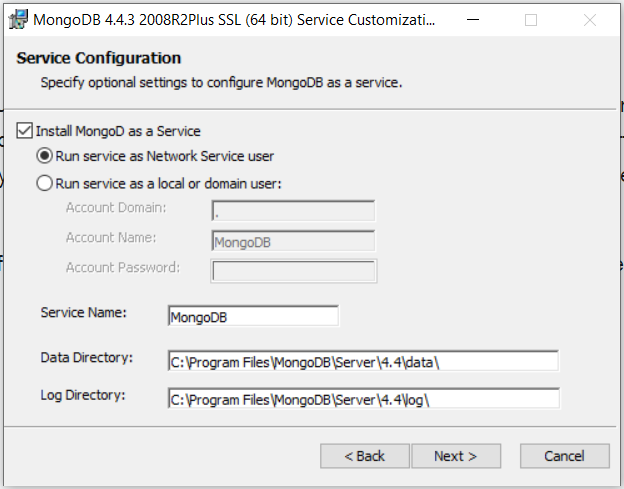 MongoDB 4.4.3 2008R2Plus SSL (64 bit) Service Customizati...
Service Configuration
Specify optional settings to configure MongoDB as a service.
Install MongoD as a Service
Run service as Network Service user
Run service as a local or domain user:
Account Domain: .
Account Name: MongoDB
Account Password:
Service Name: MongoDB
Data Directory: C:\Program Files\MongoDB\Server\4.4\data\
Log Directory: C:\Program Files\MongoDB\Server\4.4\log\
< Back Next > Cancel